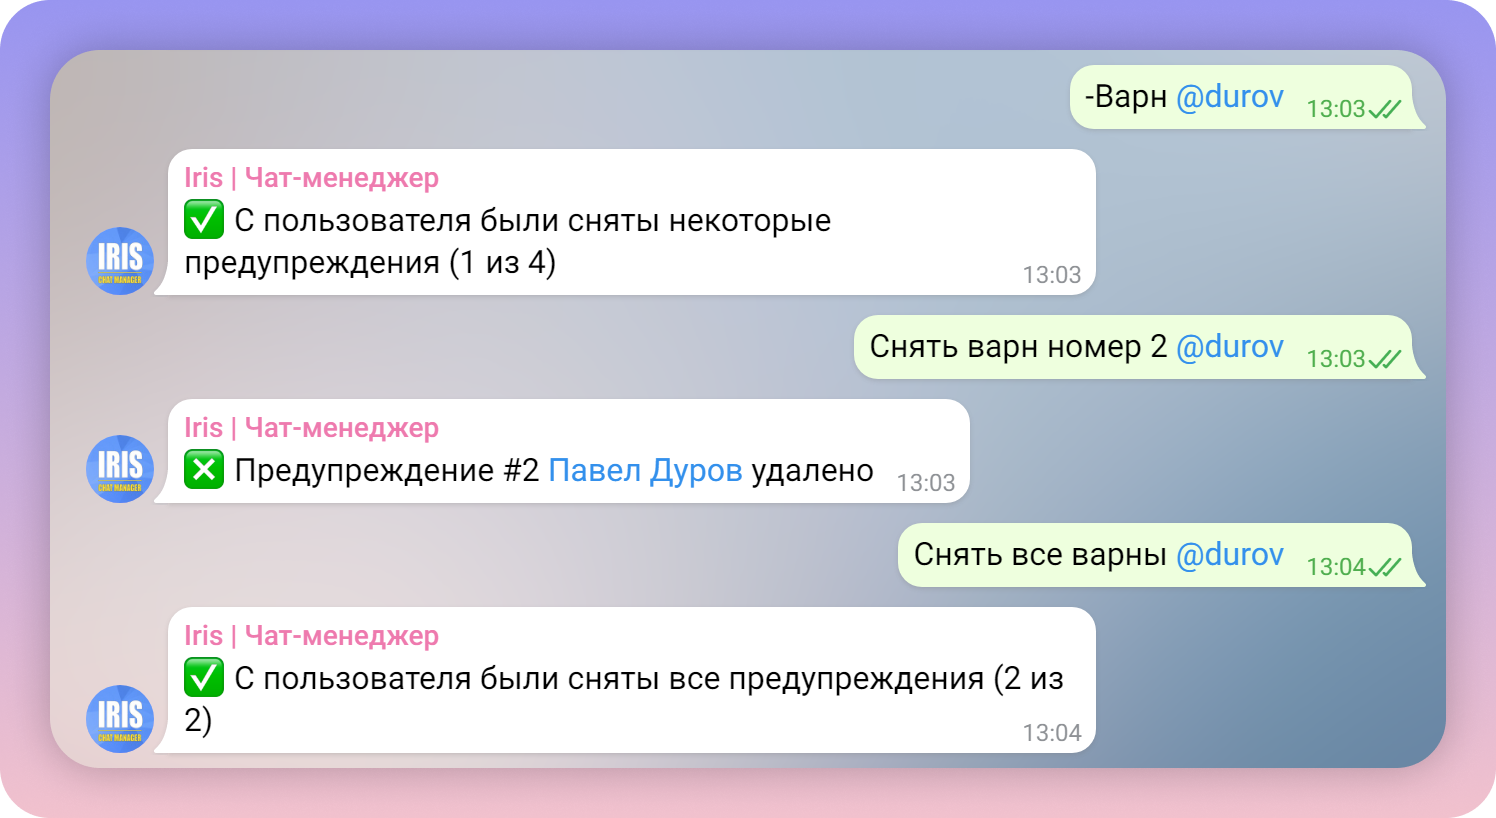 -Варн @durov 13:03
Iris | Чат-менеджер
✅ С пользователя были сняты некоторые
предупреждения (1 из 4)
13:03
IRIS
CHAT MANAGER
Снять варн номер 2 @durov 13:03
Iris | Чат-менеджер
❎ Предупреждение #2 Павел Дуров удалено 13:03
IRIS
CHAT MANAGER
Снять все варны @durov 13:04
Iris | Чат-менеджер
✅ С пользователя были сняты все предупреждения (2 из
2)
13:04
IRIS
CHAT MANAGER